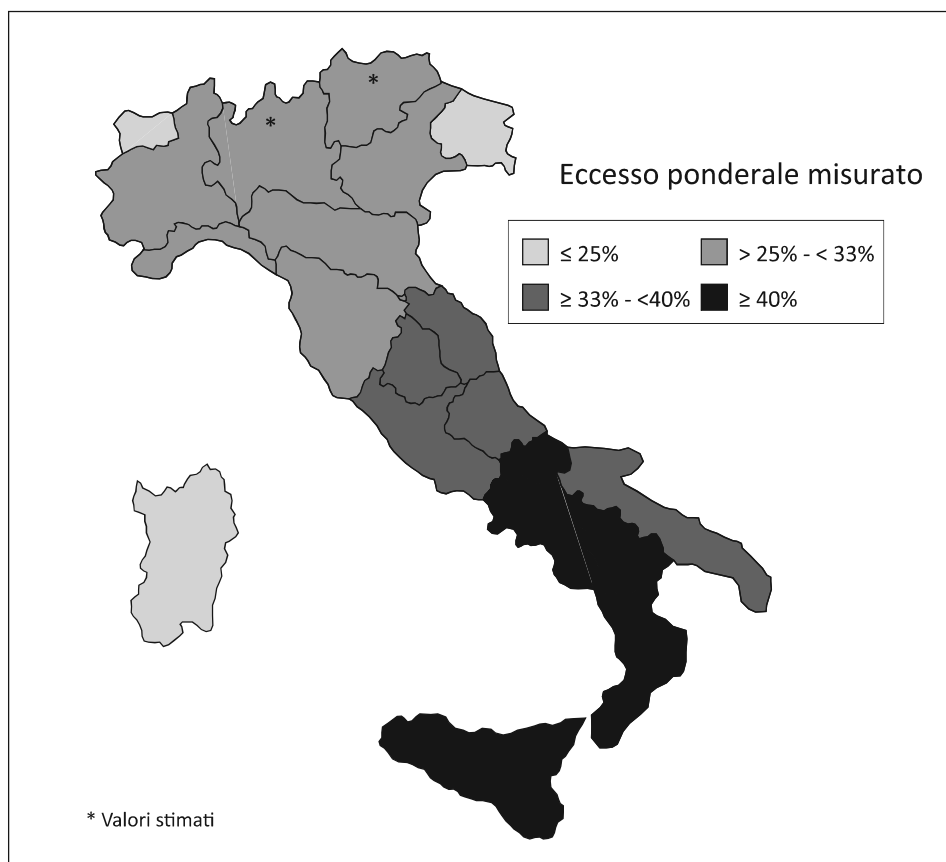 *
*
Eccesso ponderale misurato
≤ 25%
> 25% - < 33%
≥ 33% - <40%
≥ 40%
* Valori stimati